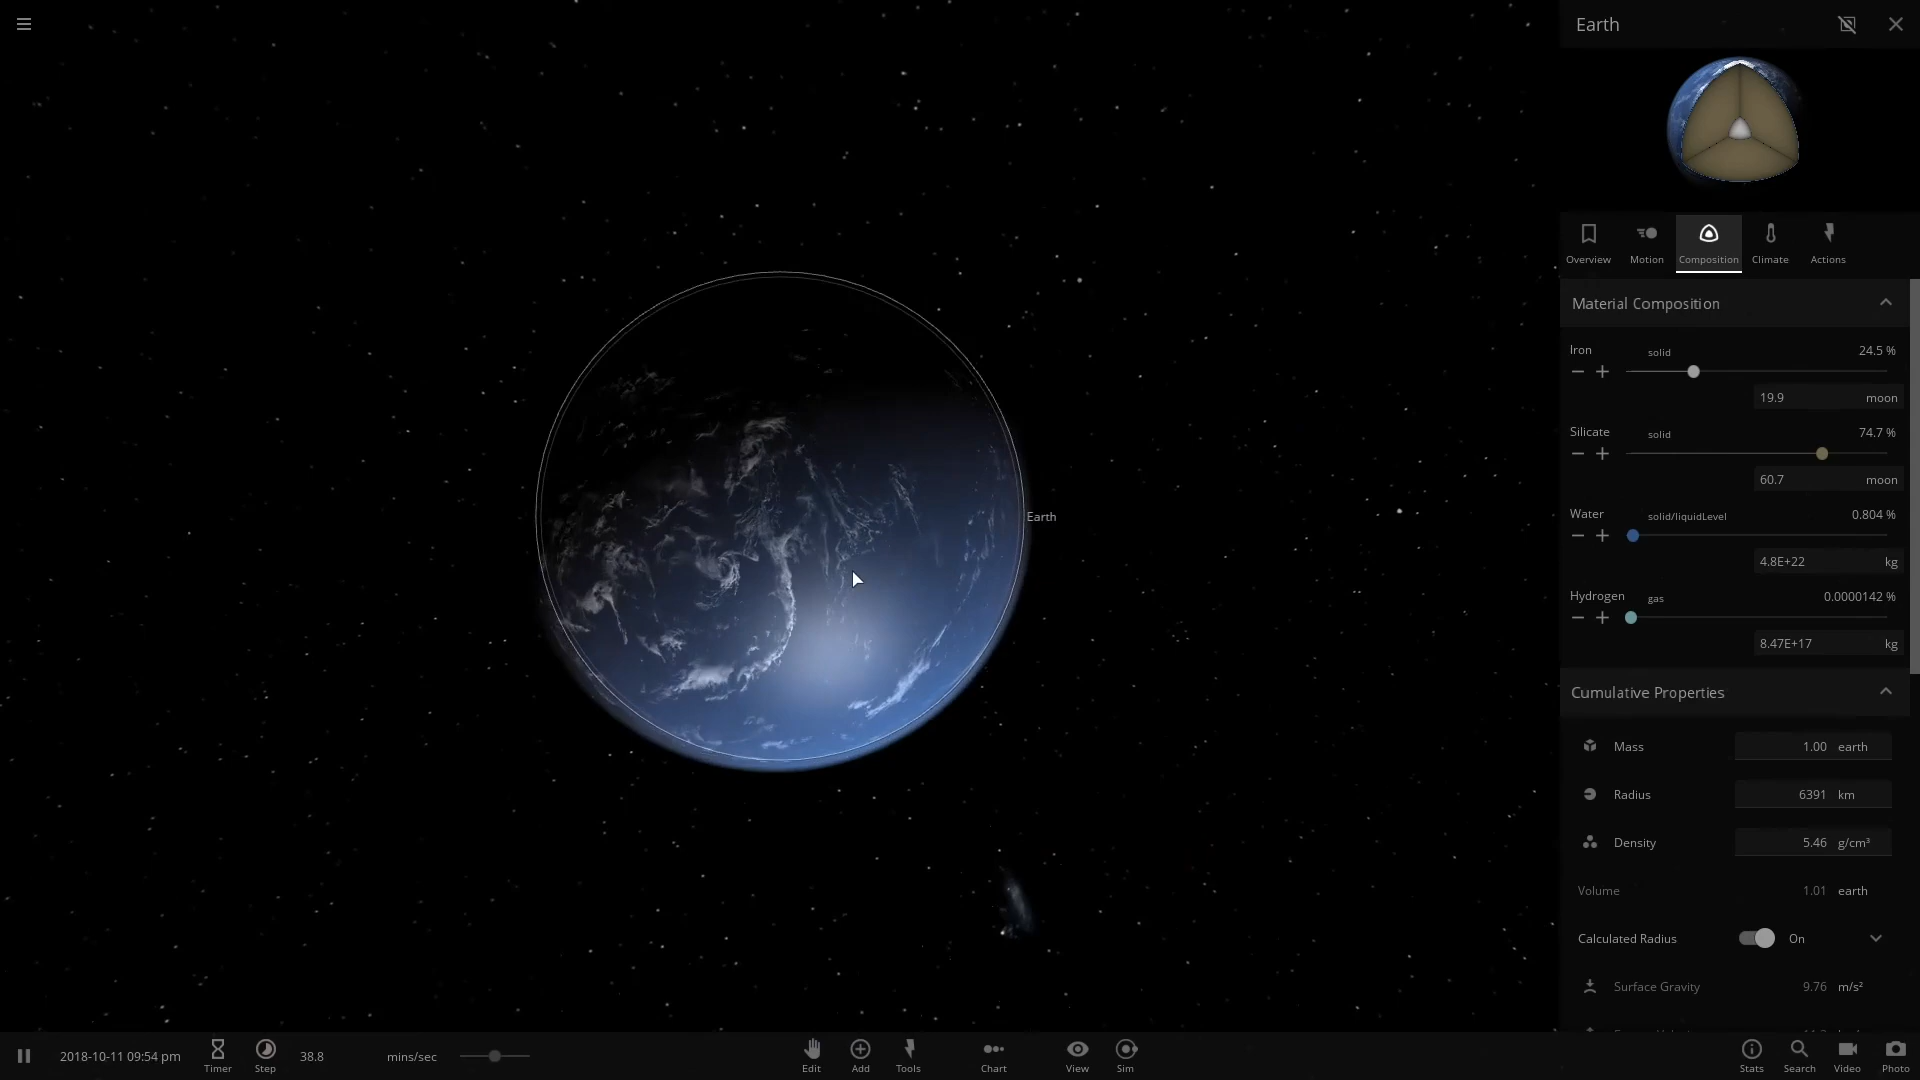 Earth
Overview Motion Composition Climate Actions
Material Composition
Iron solid 24.5 %
19.9 moon
Silicate solid 74.7 %
60.7 moon
Water solid/liquidLevel 0.804 %
4.8E+22 kg
Hydrogen gas 0.0000142 %
8.47E+17 kg
Cumulative Properties
Mass 1.00 earth
Radius 6391 km
Density 5.46 g/cm³
Volume 1.01 earth
Calculated Radius On
Surface Gravity 9.76 m/s²
Earth
2018-10-11 09:54 pm Timer Step 38.8 mins/sec Edit Add Tools Chart View Sim Stats Search Video Photo